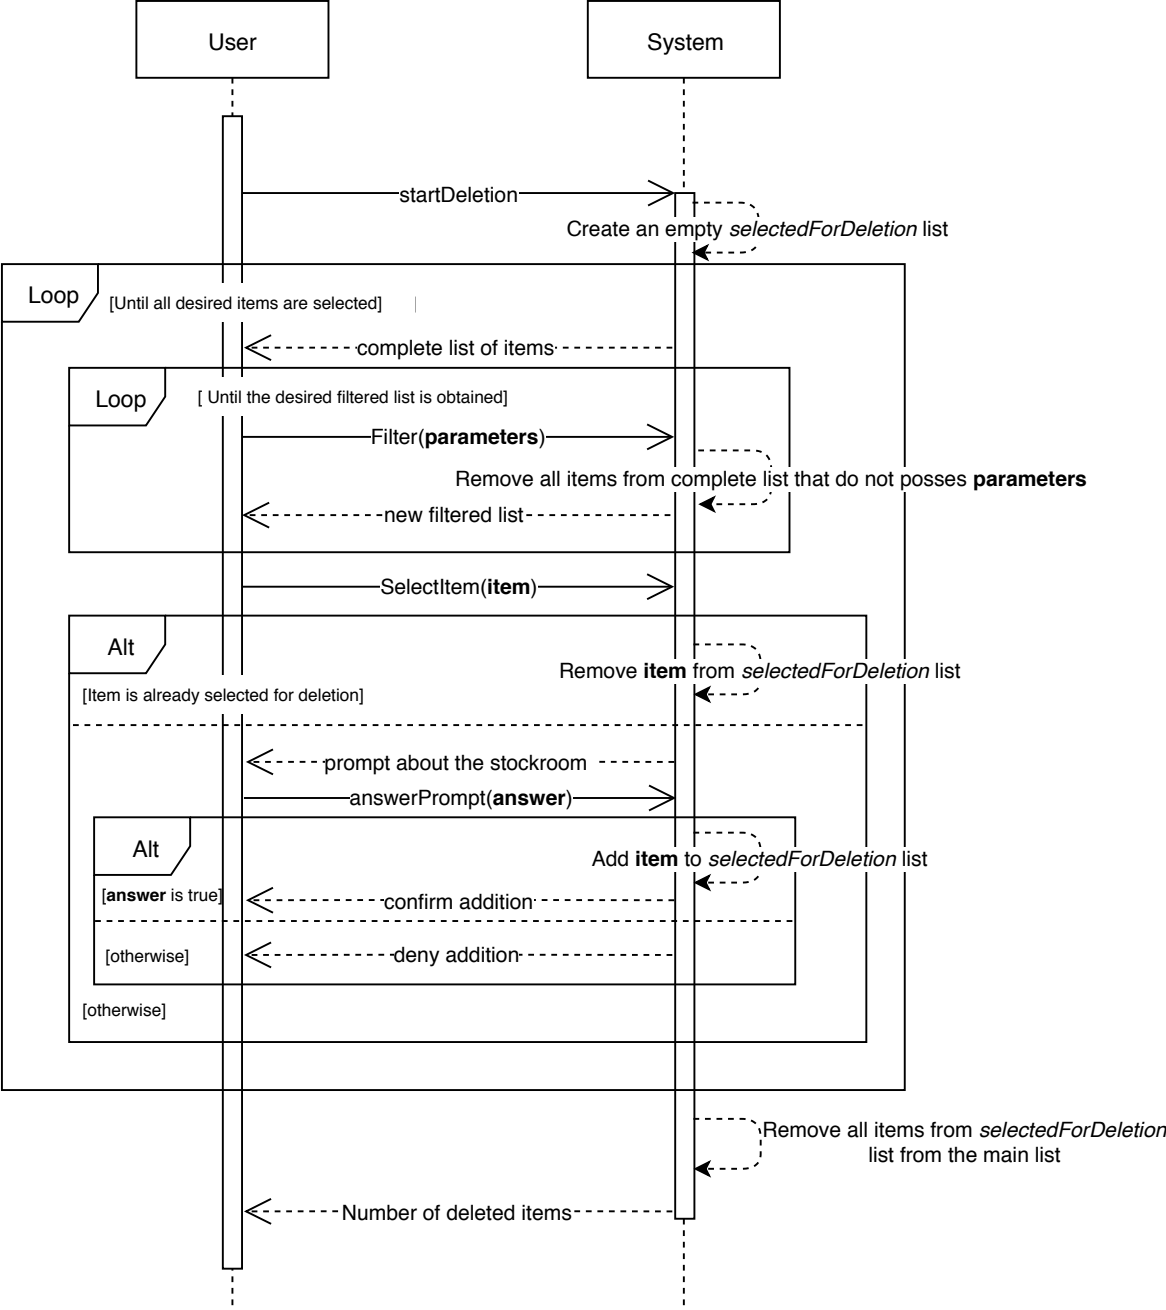 User
System
startDeletion
Create an empty selectedForDeletion list
Loop
[Until all desired items are selected]
complete list of items
Loop
[ Until the desired filtered list is obtained]
Filter(parameters)
Remove all items from complete list that do not posses parameters
new filtered list
SelectItem(item)
Alt
Remove item from selectedForDeletion list
[Item is already selected for deletion]
prompt about the stockroom
answerPrompt(answer)
Alt
Add item to selectedForDeletion list
[answer is true]
confirm addition
deny addition
[otherwise]
[otherwise]
Remove all items from selectedForDeletion
list from the main list
Number of deleted items